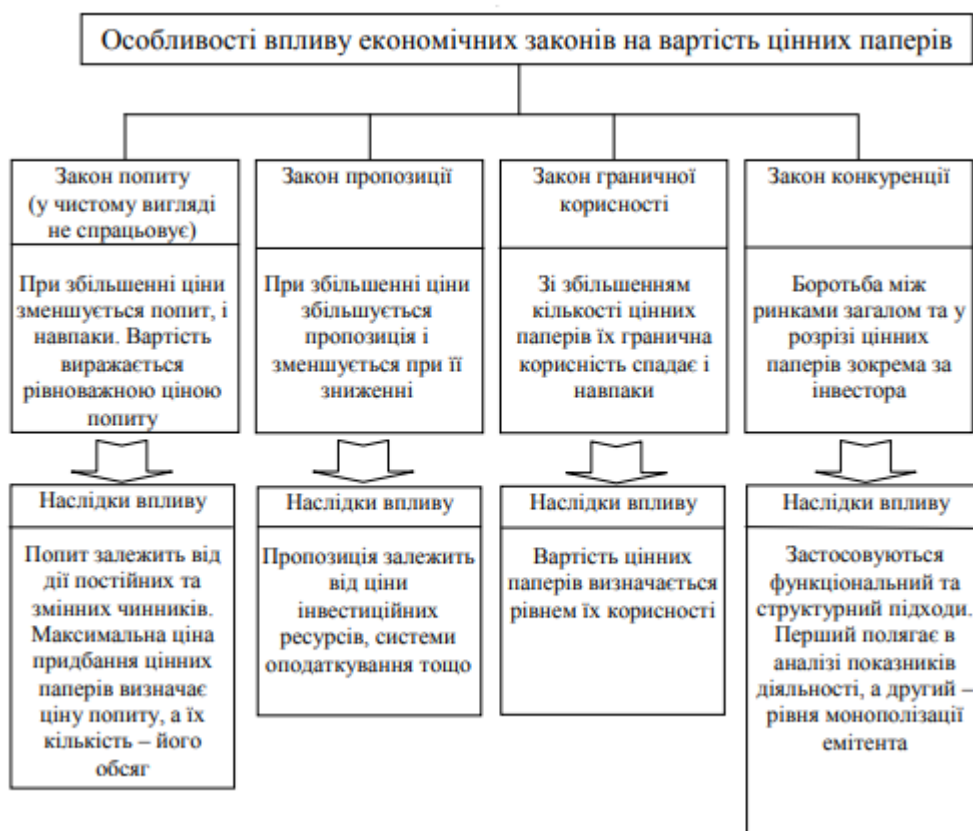 Особливості впливу економічних законів на вартість цінних паперів
Закон попиту
(у чистому вигляді
не спрацьовує)
При збільшенні ціни
зменшується попит, і
навпаки. Вартість
виражається
рівноважною ціною
попиту
Наслідки впливу
Попит залежить від
дії постійних та
змінних чинників.
Максимальна ціна
придбання цінних
паперів визначає
ціну попиту, а їх
кількість – його
обсяг
Закон пропозиції
При збільшенні ціни
збільшується
пропозиція і
зменшується при її
зниженні
Наслідки впливу
Пропозиція залежить
від ціни
інвестиційних
ресурсів, системи
оподаткування тощо
Закон граничної
корисності
Зі збільшенням
кількості цінних
паперів їх гранична
корисність спадає і
навпаки
Наслідки впливу
Вартість цінних
паперів визначається
рівнем їх корисності
Закон конкуренції
Боротьба між
ринками загалом та у
розрізі цінних
паперів зокрема за
інвестора
Наслідки впливу
Застосовуються
функціональний та
структурний підходи.
Перший полягає в
аналізі показників
діяльності, а другий –
рівня монополізації
емітента